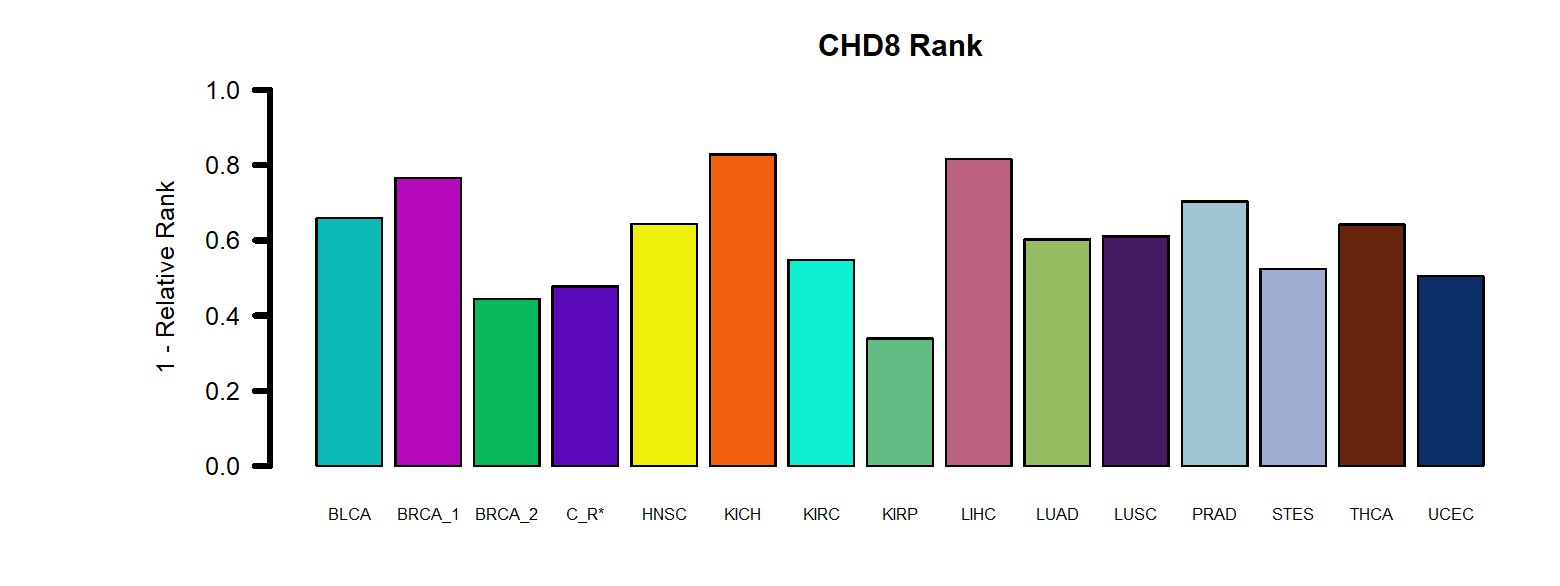 CHD8 Rank
1 - Relative Rank
1.0
0.8
0.6
0.4
0.2
0.0
BLCA BRCA_1 BRCA_2 C_R* HNSC KICH KIRC KIRP LIHC LUAD LUSC PRAD STES THCA UCEC